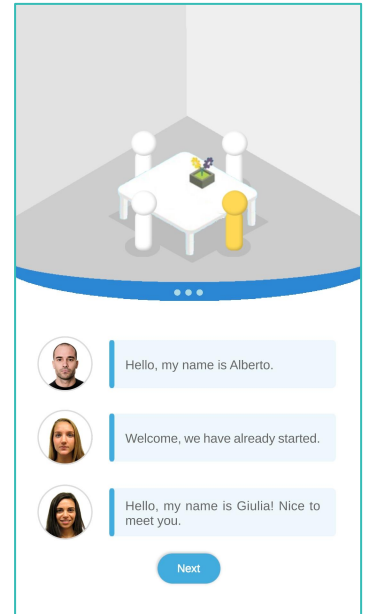 Hello, my name is Alberto.
Welcome, we have already started.
Hello, my name is Giulia! Nice to
meet you.
Next